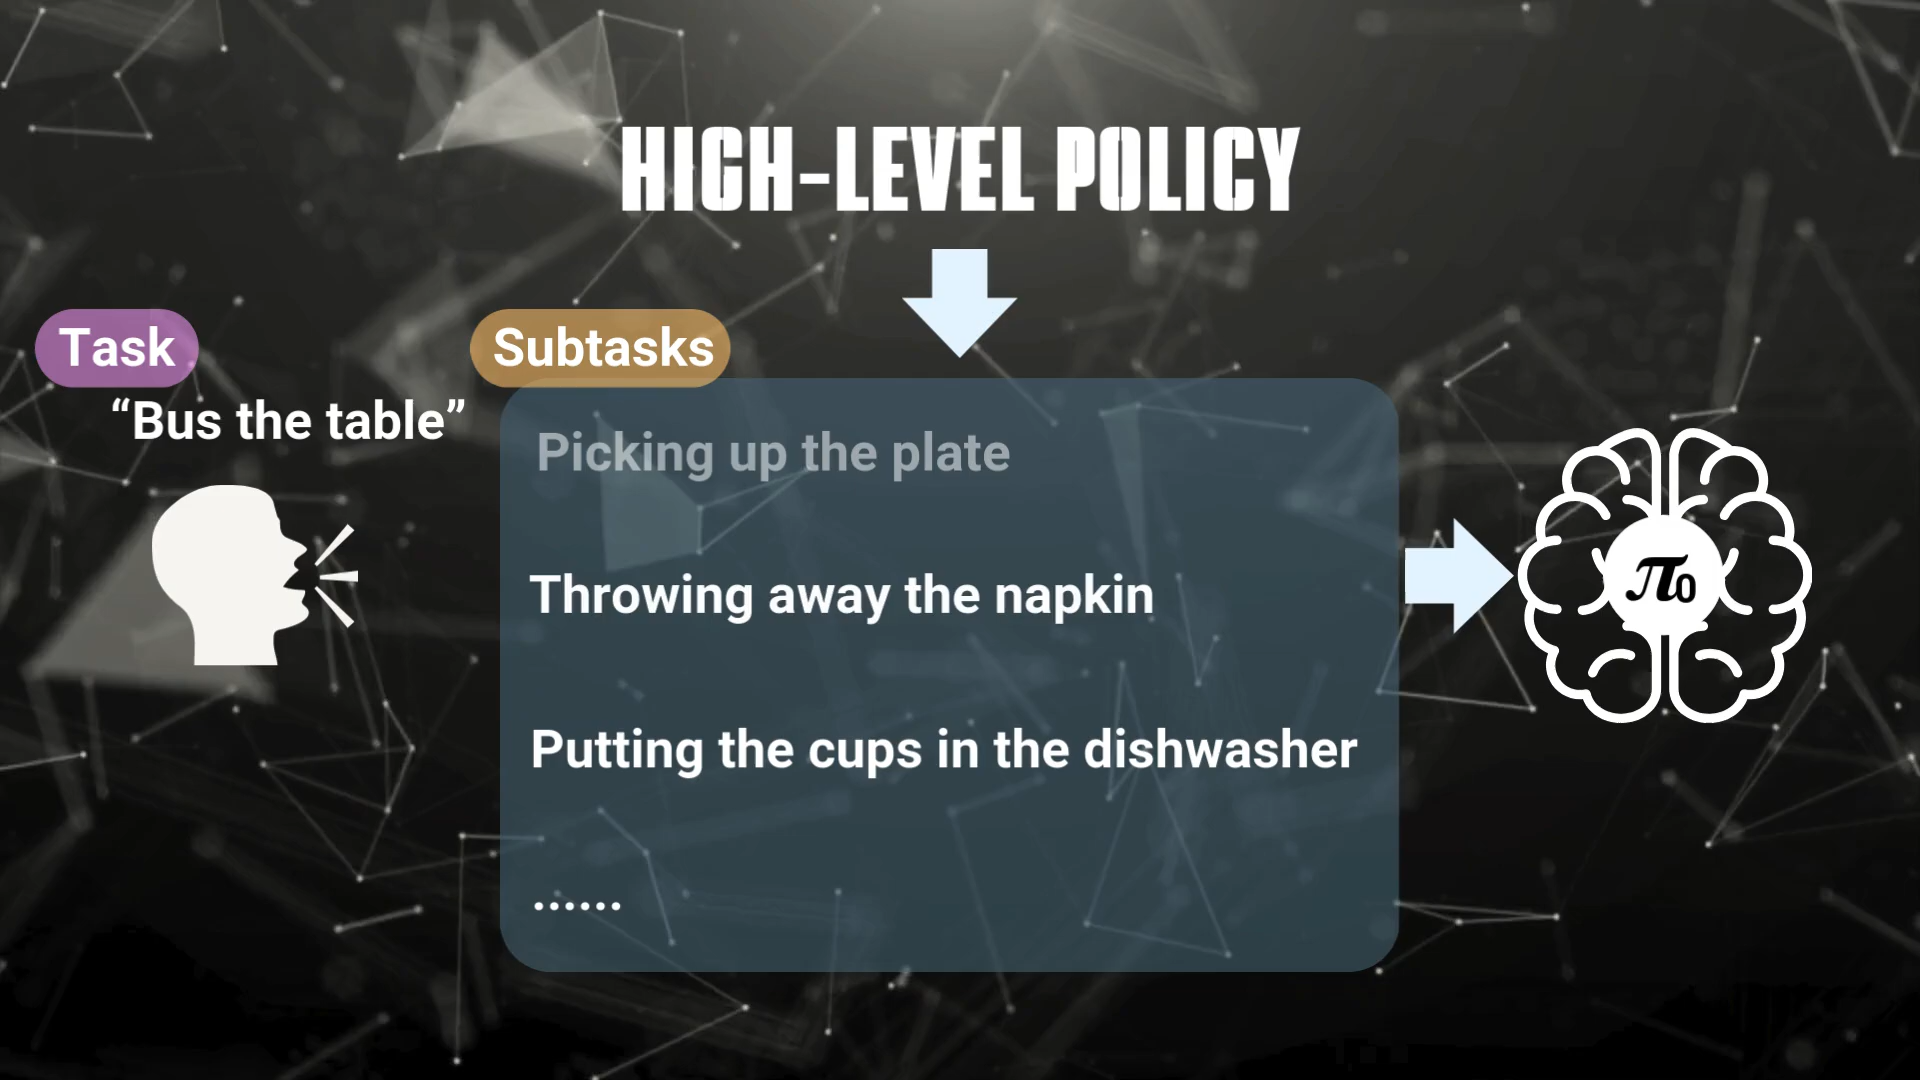 HIGH-LEVEL POLICY
Task
Subtasks
“Bus the table”
Picking up the plate
Throwing away the napkin
Putting the cups in the dishwasher
......
π0